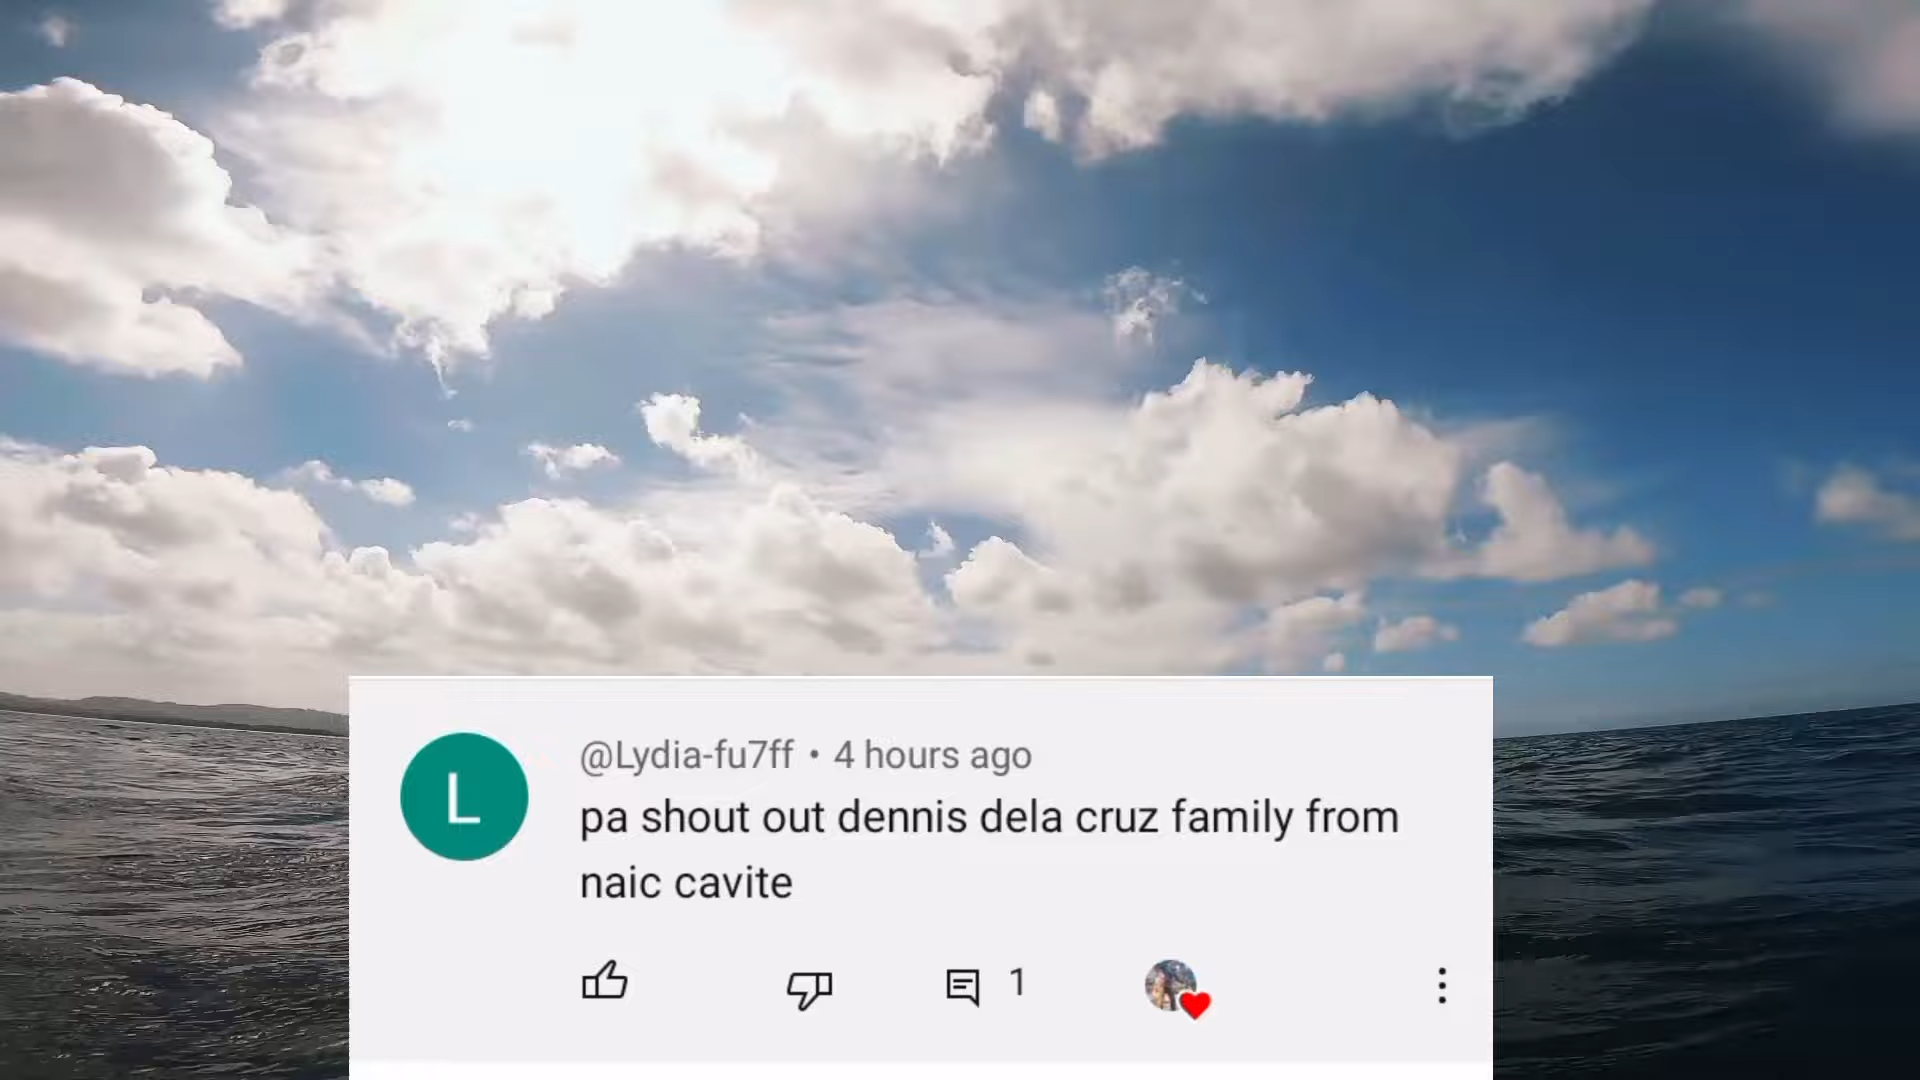 L
@Lydia-fu7ff • 4 hours ago
pa shout out dennis dela cruz family from
naic cavite
1